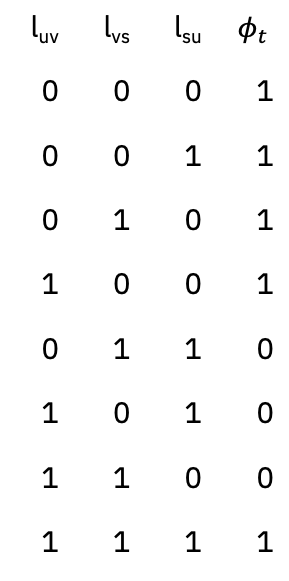 l_uv l_vs l_su ϕ_t
0 0 0 1
0 0 1 1
0 1 0 1
1 0 0 1
0 1 1 0
1 0 1 0
1 1 0 0
1 1 1 1